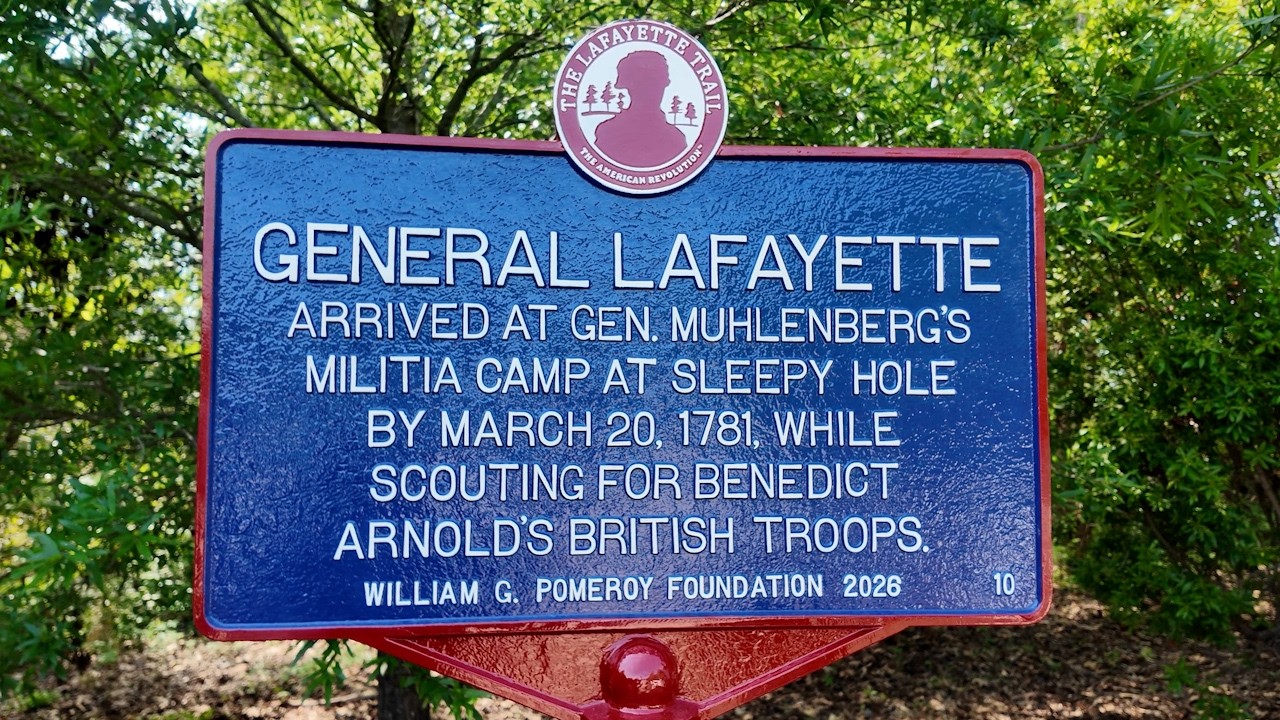 THE LAFAYETTE TRAIL
THE AMERICAN REVOLUTION™
GENERAL LAFAYETTE
ARRIVED AT GEN. MUHLENBERG'S
MILITIA CAMP AT SLEEPY HOLE
BY MARCH 20, 1781, WHILE
SCOUTING FOR BENEDICT
ARNOLD'S BRITISH TROOPS.
WILLIAM G. POMEROY FOUNDATION 2026 10